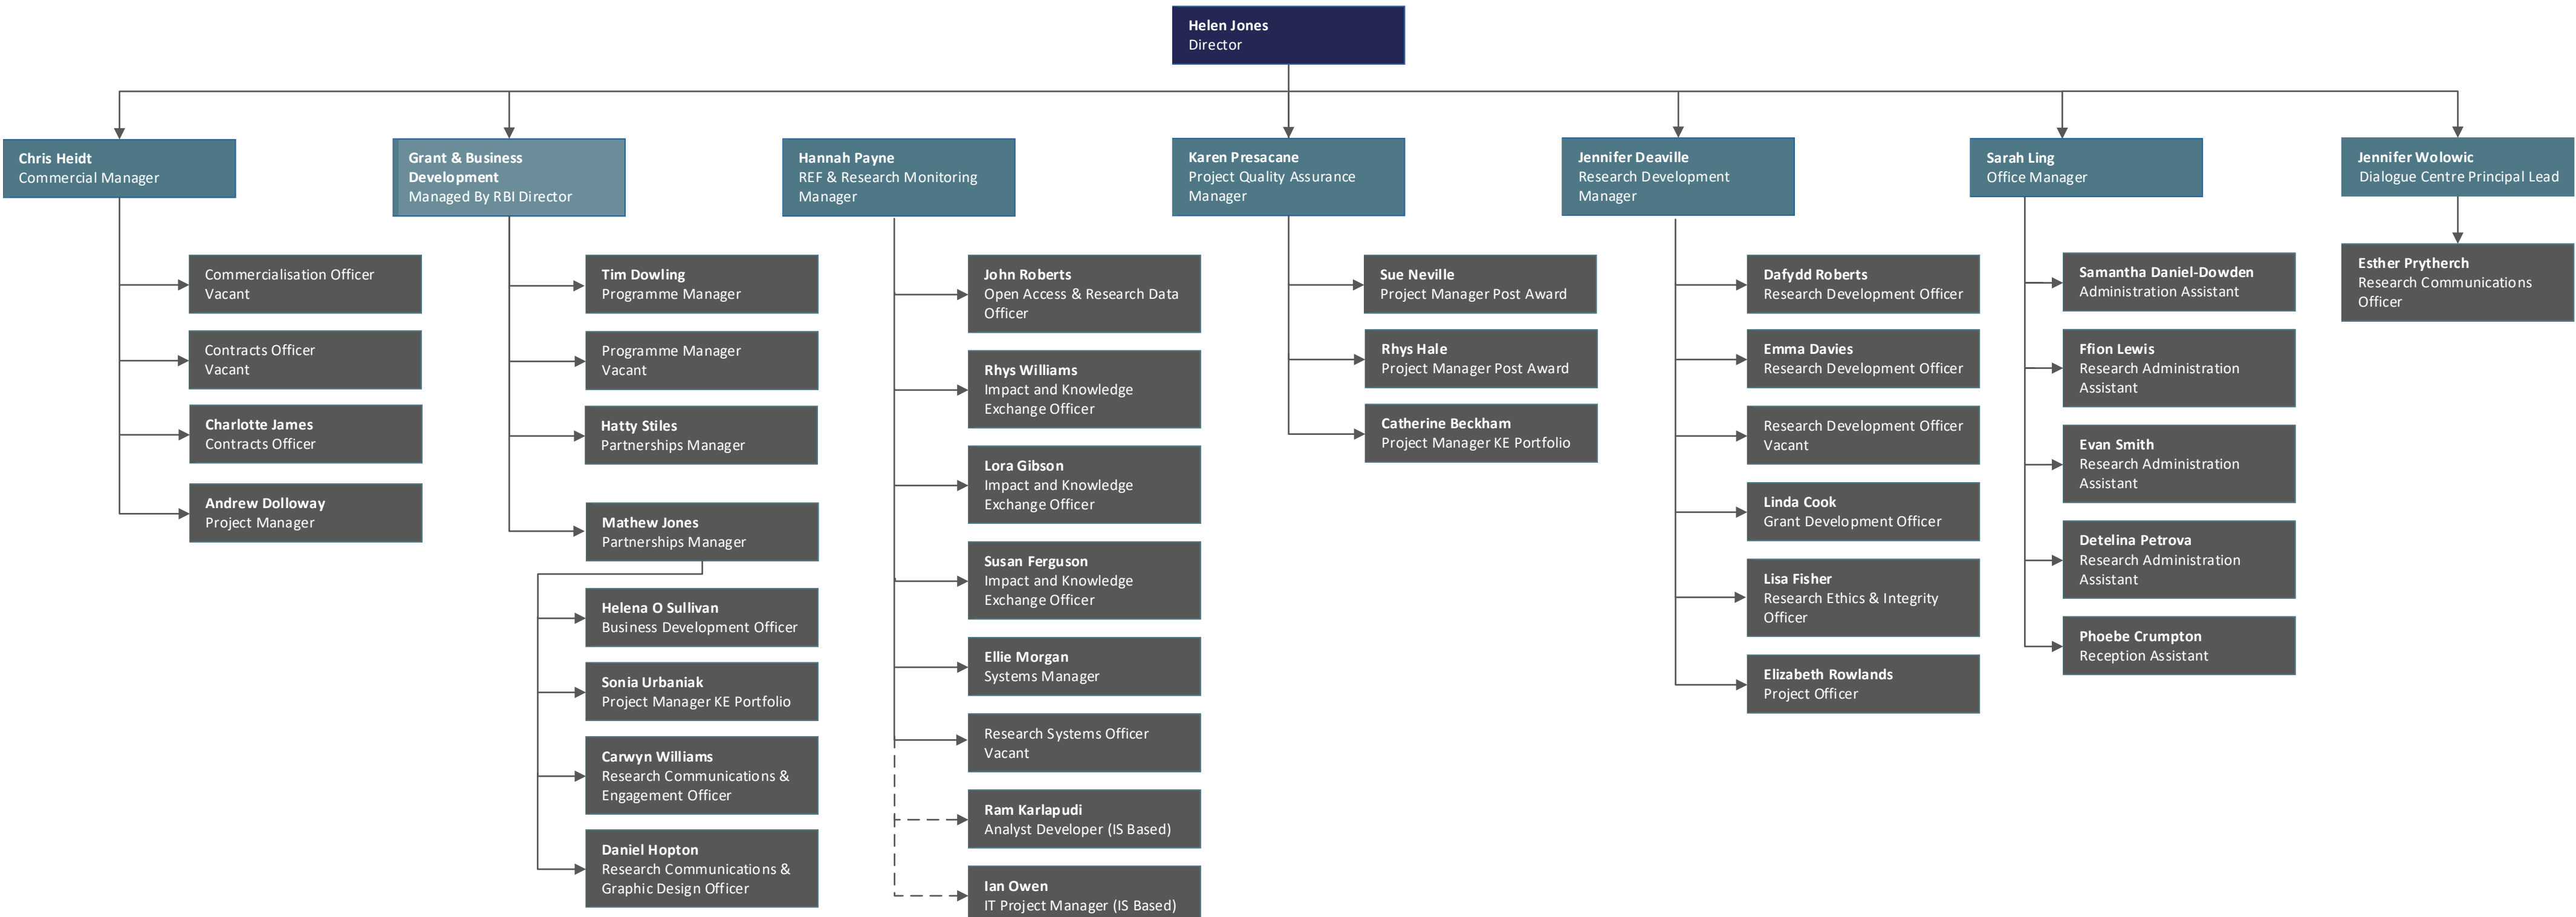 Helen Jones
Director
Chris Heidt
Commercial Manager
Commercialisation Officer
Vacant
Contracts Officer
Vacant
Charlotte James
Contracts Officer
Andrew Dolloway
Project Manager
Grant & Business
Development
Managed By RBI Director
Tim Dowling
Programme Manager
Programme Manager
Vacant
Hatty Stiles
Partnerships Manager
Mathew Jones
Partnerships Manager
Helena O Sullivan
Business Development Officer
Sonia Urbaniak
Project Manager KE Portfolio
Carwyn Williams
Research Communications &
Engagement Officer
Daniel Hopton
Research Communications &
Graphic Design Officer
Hannah Payne
REF & Research Monitoring
Manager
John Roberts
Open Access & Research Data
Officer
Rhys Williams
Impact and Knowledge
Exchange Officer
Lora Gibson
Impact and Knowledge
Exchange Officer
Susan Ferguson
Impact and Knowledge
Exchange Officer
Ellie Morgan
Systems Manager
Research Systems Officer
Vacant
Ram Karlapudi
Analyst Developer (IS Based)
Ian Owen
IT Project Manager (IS Based)
Karen Presacane
Project Quality Assurance
Manager
Sue Neville
Project Manager Post Award
Rhys Hale
Project Manager Post Award
Catherine Beckham
Project Manager KE Portfolio
Jennifer Deaville
Research Development
Manager
Dafydd Roberts
Research Development Officer
Emma Davies
Research Development Officer
Research Development Officer
Vacant
Linda Cook
Grant Development Officer
Lisa Fisher
Research Ethics & Integrity
Officer
Elizabeth Rowlands
Project Officer
Sarah Ling
Office Manager
Samantha Daniel-Dowden
Administration Assistant
Ffion Lewis
Research Administration
Assistant
Evan Smith
Research Administration
Assistant
Detelina Petrova
Research Administration
Assistant
Phoebe Crumpton
Reception Assistant
Jennifer Wolowic
Dialogue Centre Principal Lead
Esther Prytherch
Research Communications
Officer